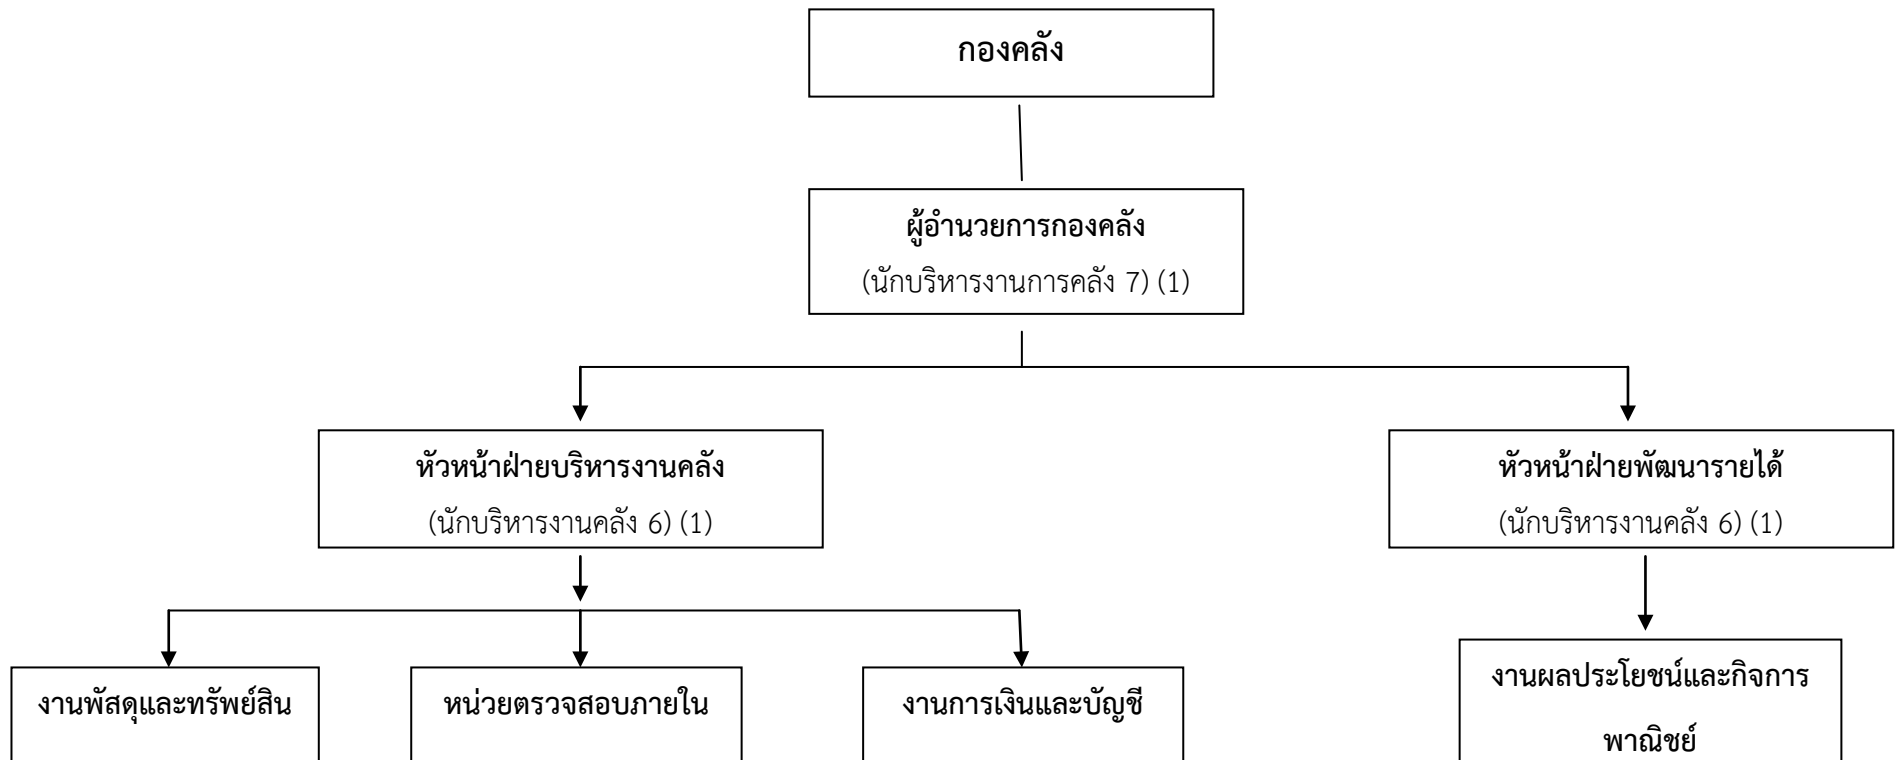 กองคลัง
ผู้อำนวยการกองคลัง
(นักบริหารงานการคลัง 7) (1)
หัวหน้าฝ่ายบริหารงานคลัง
(นักบริหารงานคลัง 6) (1)
หัวหน้าฝ่ายพัฒนารายได้
(นักบริหารงานคลัง 6) (1)
งานพัสดุและทรัพย์สิน
หน่วยตรวจสอบภายใน
งานการเงินและบัญชี
งานผลประโยชน์และกิจการ
พาณิชย์